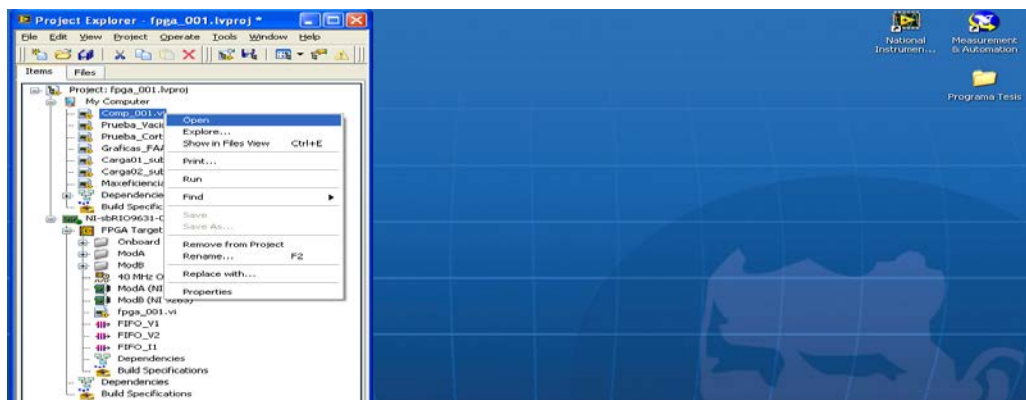 Project Explorer - fpga_001.lvproj *
File Edit View Project Operate Tools Window Help
Items Files
Project: fpga_001.lvproj
My Computer
Comp_001.vi
Prueba_Vací
Prueba_Cort
Graficas_FA
Carga01_sub
Carga02_sub
Maxeficiencia
Dependencie
Build Specific
NI-sbRIO9631-C
FPGA Target
Onboard
ModA
ModB
40 MHz O
ModA (NI
ModB (NI 9263)
fpga_001.vi
FIFO_V1
FIFO_V2
FIFO_I1
Dependencies
Build Specifications
Dependencies
Build Specifications
Open
Explore...
Show in Files View Ctrl+E
Print...
Run
Find
Save
Save As...
Remove from Project
Rename... F2
Replace with...
Properties
National Instrumen...
Measurement & Automation
Programa Tesis